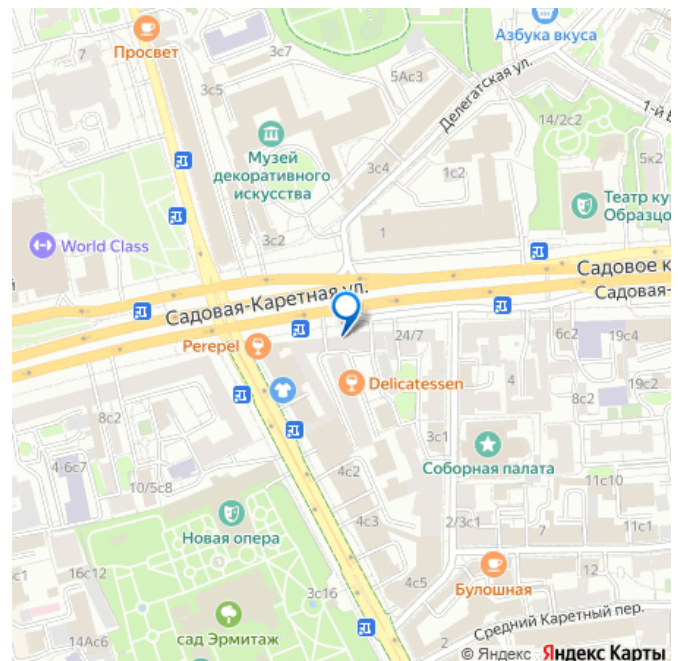 Просвет
7
3с7
5Ас3
Азбука вкуса
Делегатская ул.
3с5
Музей
декоративного
искусства
3с4
1с2
14/2с2
5к2
Театр ку
Образцо
World Class
й
3с2
1
Садовая-Каретная ул.
Садовое к
Садовая-
Perepel
24/7
6с2
19с4
Delicatessen
4
19с2
8с2
8с2
3с1
Соборная палата
4-6с7
10/5с8
4с2
11с10
Новая опера
4с3
2/3с1
7
11с1
с1
16с12
3с16
4с5
Булошная
12
14Ас6
сад Эрмитаж
2
Средний Каретный пер.
© Яндекс Яндекс Карты